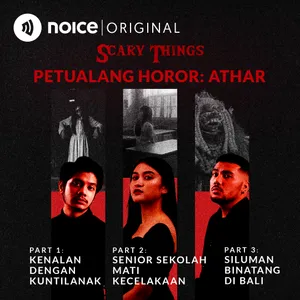 noice | ORIGINAL
SCARY THINGS
PETUALANG HOROR: ATHAR
PART 1:
KENALAN
DENGAN
KUNTILANAK
PART 2:
SENIOR SEKOLAH
MATI
KECELAKAAN
PART 3:
SILUMAN
BINATANG
DI BALI